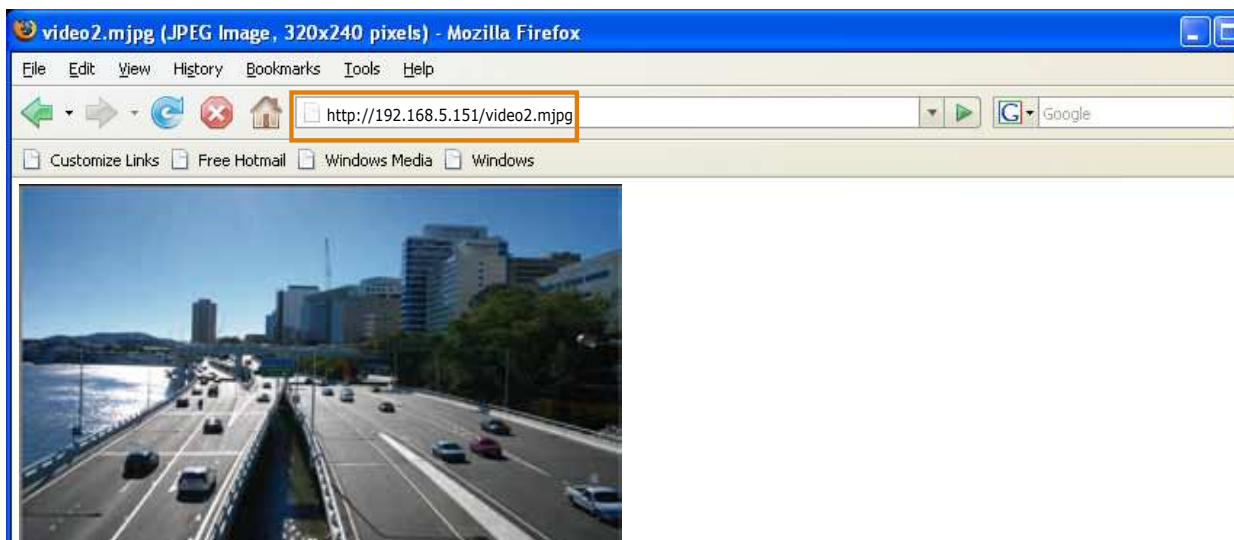 video2.mjpg (JPEG Image, 320x240 pixels) - Mozilla Firefox
File Edit View History Bookmarks Tools Help
http://192.168.5.151/video2.mjpg G Google
Customize Links Free Hotmail Windows Media Windows